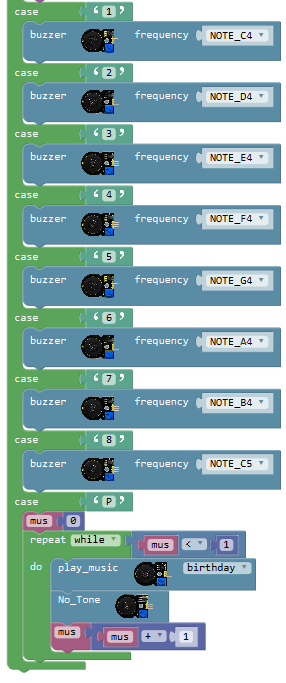 case ‘ 1 ’
buzzer frequency NOTE_C4
case ‘ 2 ’
buzzer frequency NOTE_D4
case ‘ 3 ’
buzzer frequency NOTE_E4
case ‘ 4 ’
buzzer frequency NOTE_F4
case ‘ 5 ’
buzzer frequency NOTE_G4
case ‘ 6 ’
buzzer frequency NOTE_A4
case ‘ 7 ’
buzzer frequency NOTE_B4
case ‘ 8 ’
buzzer frequency NOTE_C5
case ‘ P ’
mus 0
repeat while mus < 1
do play_music birthday
No_Tone
mus mus + 1